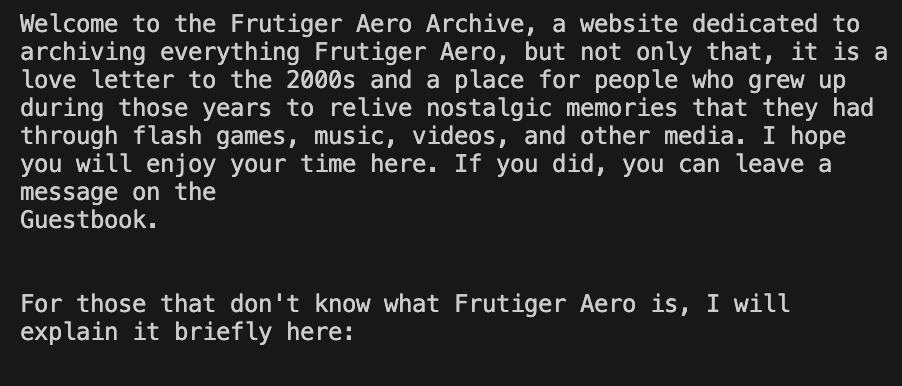 Welcome to the Frutiger Aero Archive, a website dedicated to
archiving everything Frutiger Aero, but not only that, it is a
love letter to the 2000s and a place for people who grew up
during those years to relive nostalgic memories that they had
through flash games, music, videos, and other media. I hope
you will enjoy your time here. If you did, you can leave a
message on the
Guestbook.
For those that don't know what Frutiger Aero is, I will
explain it briefly here: